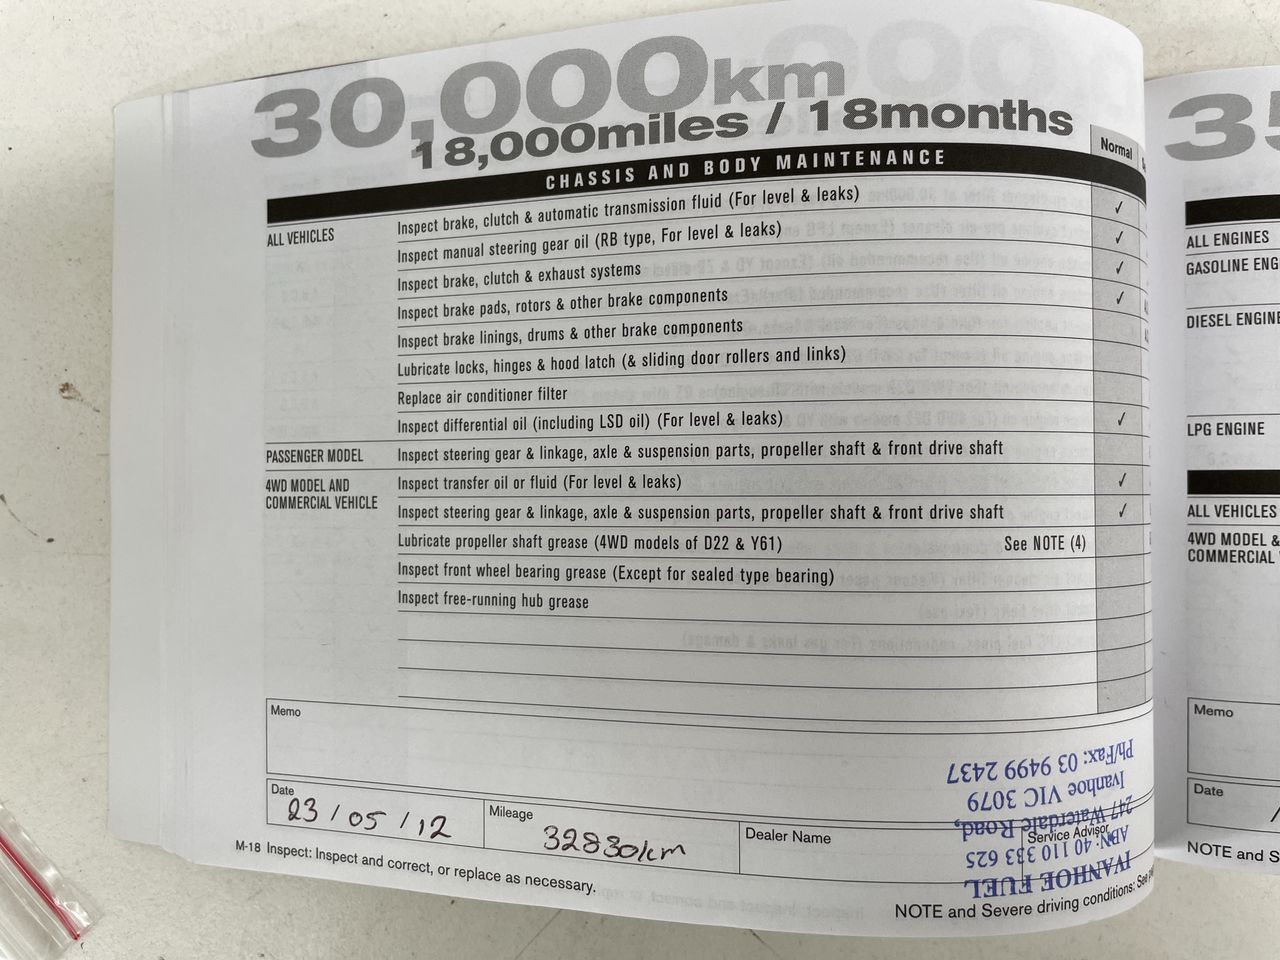 30,000km
18,000miles / 18months
Normal
CHASSIS AND BODY MAINTENANCE
ALL VEHICLES
Inspect brake, clutch & automatic transmission fluid (For level & leaks) ✓
Inspect manual steering gear oil (RB type, For level & leaks) ✓
Inspect brake, clutch & exhaust systems ✓
Inspect brake pads, rotors & other brake components ✓
Inspect brake linings, drums & other brake components
Lubricate locks, hinges & hood latch (& sliding door rollers and links)
Replace air conditioner filter
Inspect differential oil (including LSD oil) (For level & leaks) ✓
PASSENGER MODEL Inspect steering gear & linkage, axle & suspension parts, propeller shaft & front drive shaft
4WD MODEL AND
COMMERCIAL VEHICLE
Inspect transfer oil or fluid (For level & leaks) ✓
Inspect steering gear & linkage, axle & suspension parts, propeller shaft & front drive shaft ✓
Lubricate propeller shaft grease (4WD models of D22 & Y61) See NOTE (4)
Inspect front wheel bearing grease (Except for sealed type bearing)
Inspect free-running hub grease
Memo
Date
23/05/12
Mileage
32830km
Dealer Name
Service Advisor
IVANHOE FUEL
ABN: 40 110 333 625
247 Waterdale Road,
Ivanhoe VIC 3079
Ph/Fax: 03 9499 2437
M-18 Inspect: Inspect and correct, or replace as necessary.
NOTE and Severe driving conditions: See
35
ALL ENGINES
GASOLINE ENG
DIESEL ENGINE
LPG ENGINE
ALL VEHICLES
4WD MODEL &
COMMERCIAL
Memo
Date
/
NOTE and S